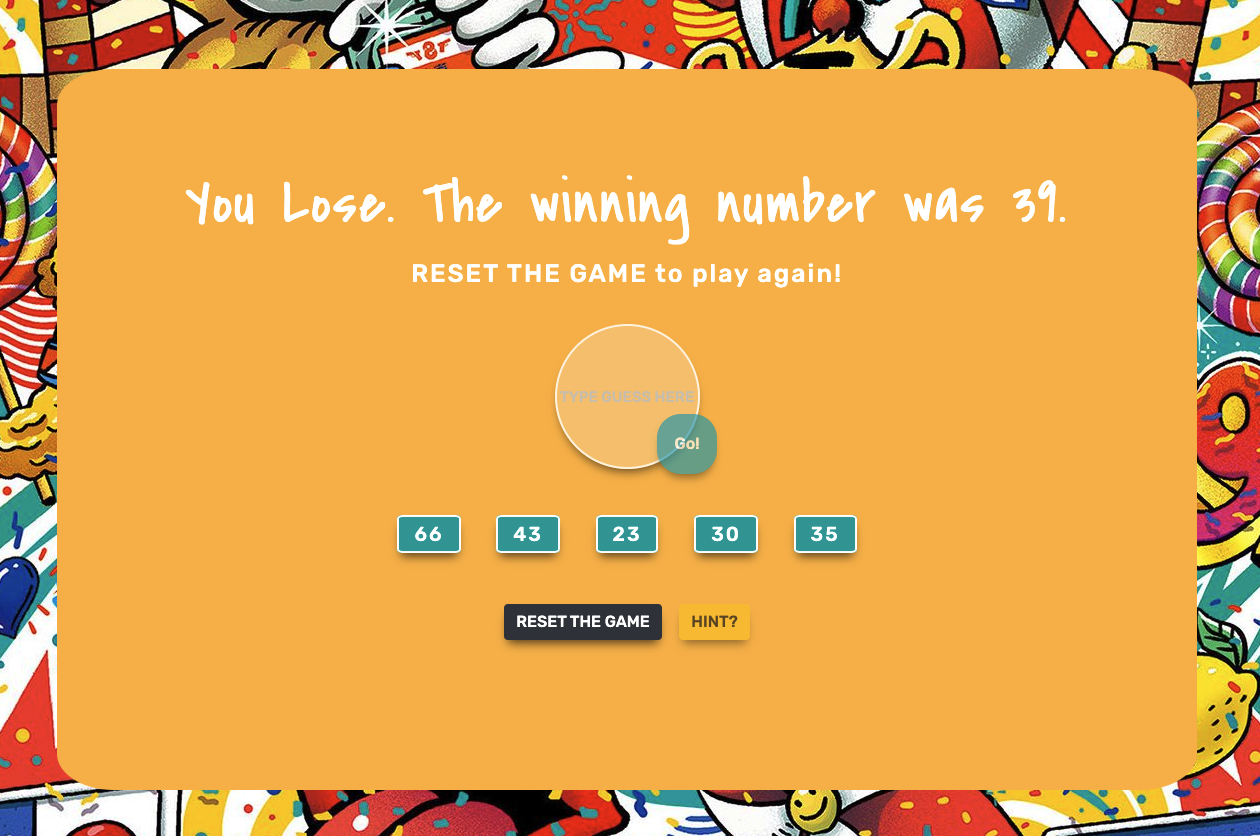 You Lose. The winning number was 39.
RESET THE GAME to play again!
TYPE GUESS HERE
Go!
66 43 23 30 35
RESET THE GAME HINT?